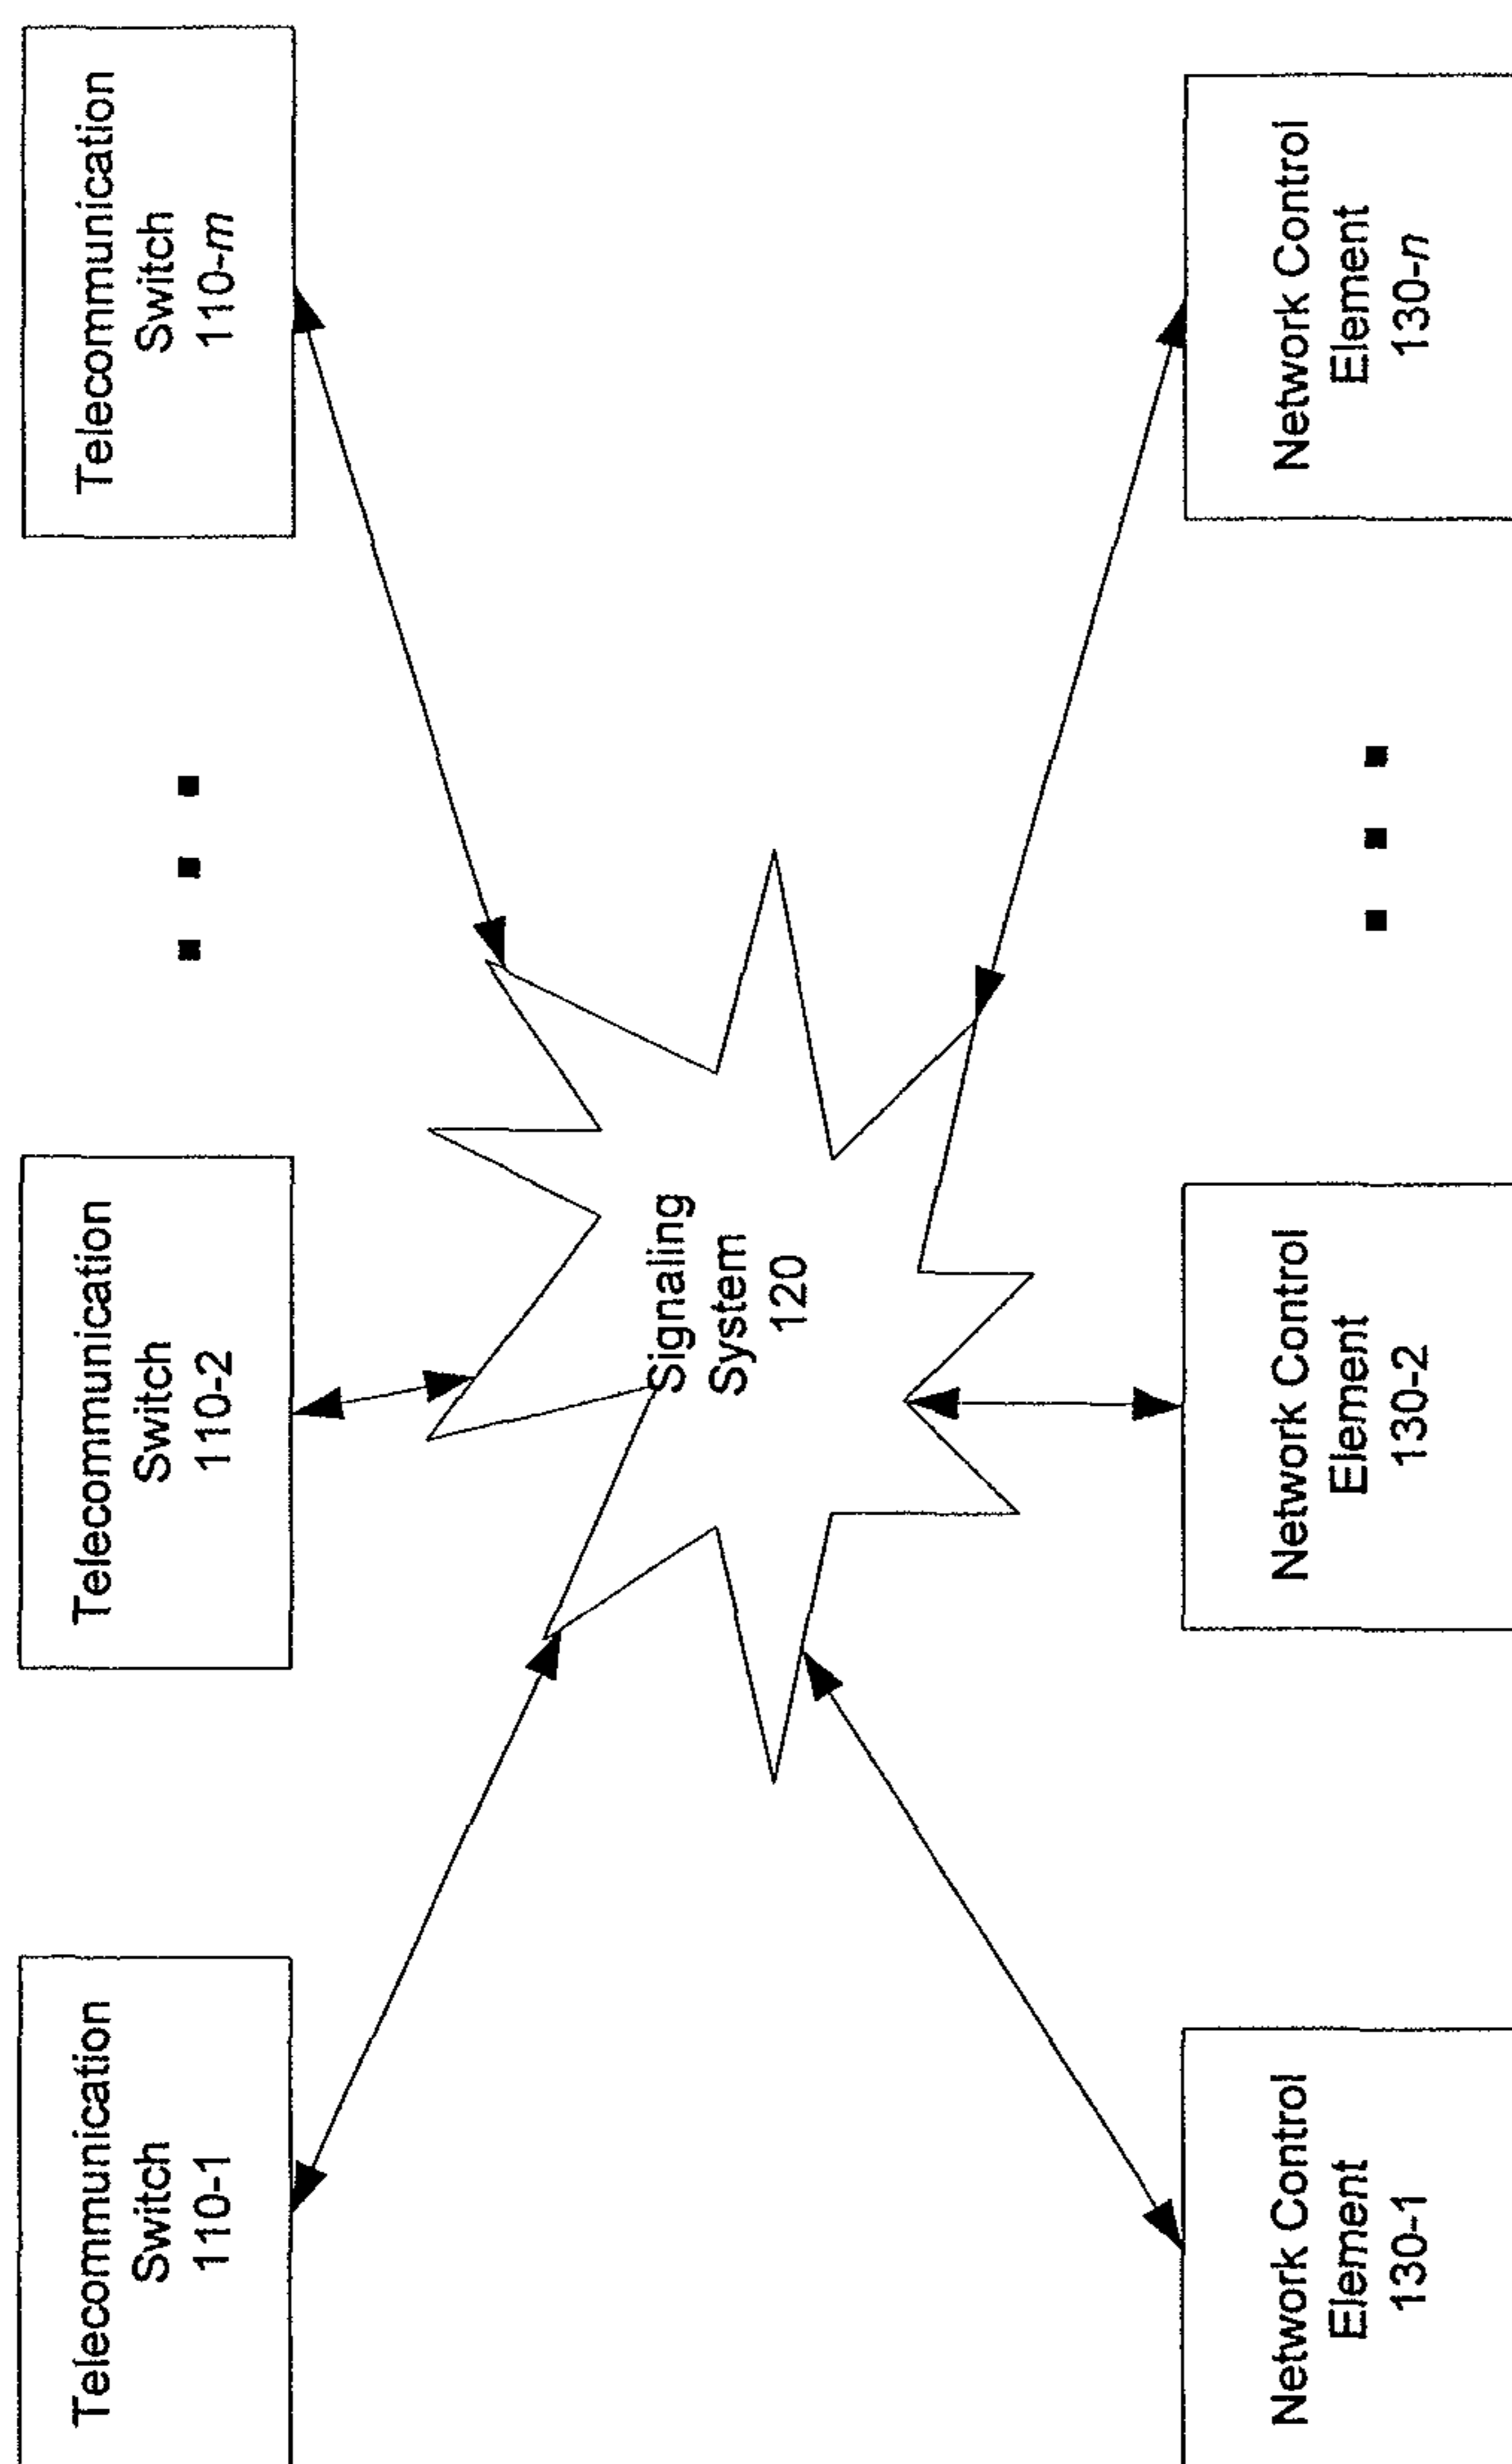 Telecommunication
Switch
110-1
Telecommunication
Switch
110-2
Telecommunication
Switch
110-m
Signaling
System
120
Network Control
Element
130-1
Network Control
Element
130-2
Network Control
Element
130-n